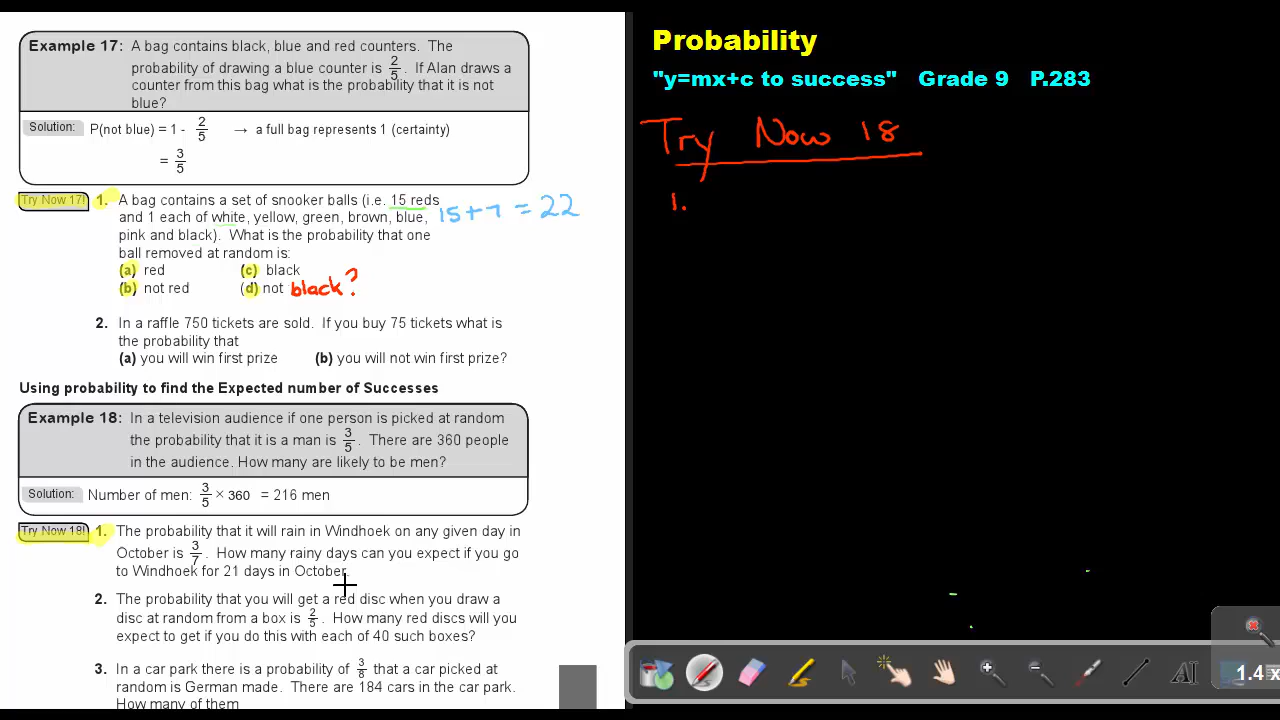 Example 17: A bag contains black, blue and red counters. The
probability of drawing a blue counter is 2/5. If Alan draws a
counter from this bag what is the probability that it is not
blue?
Solution: P(not blue) = 1 - 2/5 → a full bag represents 1 (certainty)
= 3/5
Try Now 17! 1. A bag contains a set of snooker balls (i.e. 15 reds
and 1 each of white, yellow, green, brown, blue, 15+7 = 22
pink and black). What is the probability that one
ball removed at random is:
(a) red (c) black
(b) not red (d) not black?
2. In a raffle 750 tickets are sold. If you buy 75 tickets what is
the probability that
(a) you will win first prize (b) you will not win first prize?
Using probability to find the Expected number of Successes
Example 18: In a television audience if one person is picked at random
the probability that it is a man is 3/5. There are 360 people
in the audience. How many are likely to be men?
Solution: Number of men: 3/5 × 360 = 216 men
Try Now 18! 1. The probability that it will rain in Windhoek on any given day in
October is 3/7. How many rainy days can you expect if you go
to Windhoek for 21 days in October.
2. The probability that you will get a red disc when you draw a
disc at random from a box is 2/5. How many red discs will you
expect to get if you do this with each of 40 such boxes?
3. In a car park there is a probability of 3/8 that a car picked at
random is German made. There are 184 cars in the car park.
How many of them
Probability
"y=mx+c to success" Grade 9 P.283
Try Now 18
1.
AI
1.4 x